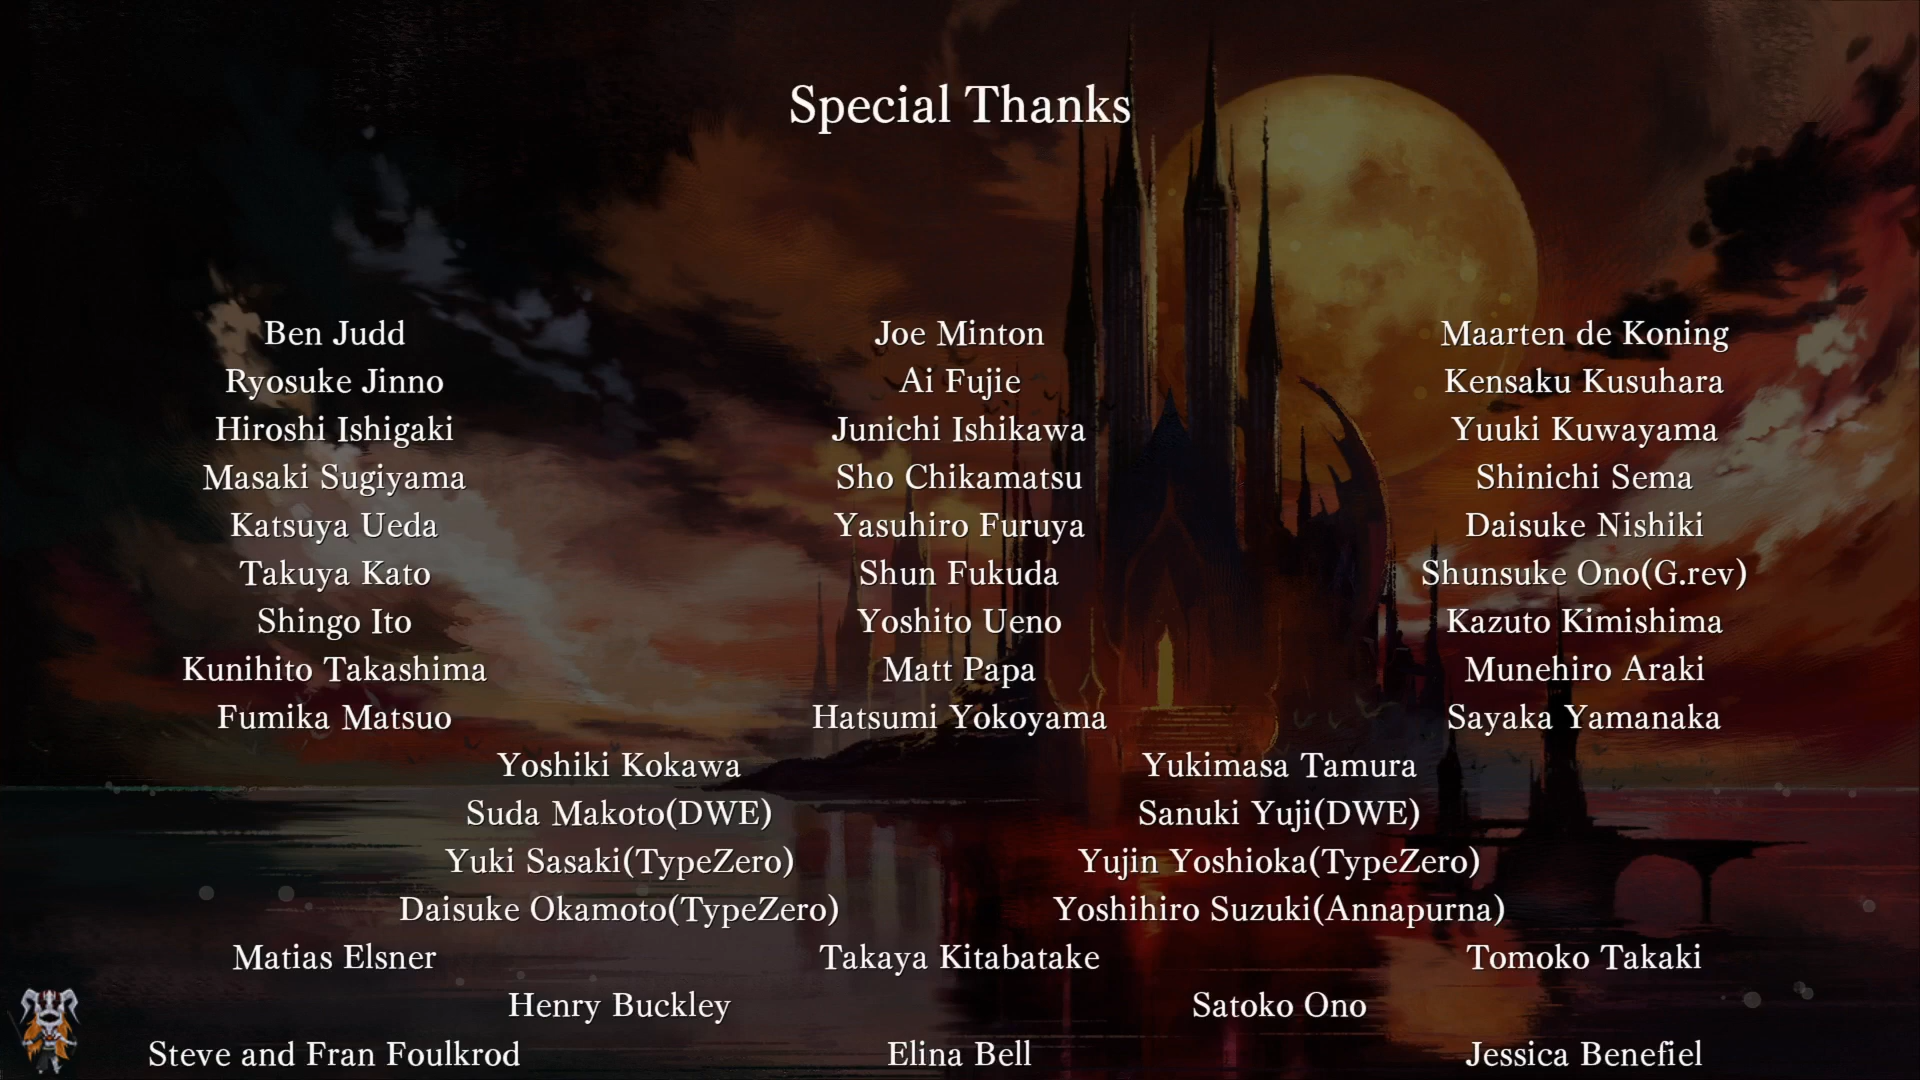 Special Thanks
Ben Judd Joe Minton Maarten de Koning
Ryosuke Jinno Ai Fujie Kensaku Kusuhara
Hiroshi Ishigaki Junichi Ishikawa Yuuki Kuwayama
Masaki Sugiyama Sho Chikamatsu Shinichi Sema
Katsuya Ueda Yasuhiro Furuya Daisuke Nishiki
Takuya Kato Shun Fukuda Shunsuke Ono(G.rev)
Shingo Ito Yoshito Ueno Kazuto Kimishima
Kunihito Takashima Matt Papa Munehiro Araki
Fumika Matsuo Hatsumi Yokoyama Sayaka Yamanaka
Yoshiki Kokawa Yukimasa Tamura
Suda Makoto(DWE) Sanuki Yuji(DWE)
Yuki Sasaki(TypeZero) Yujin Yoshioka(TypeZero)
Daisuke Okamoto(TypeZero) Yoshihiro Suzuki(Annapurna)
Matias Elsner Takaya Kitabatake Tomoko Takaki
Henry Buckley Satoko Ono
Steve and Fran Foulkrod Elina Bell Jessica Benefiel